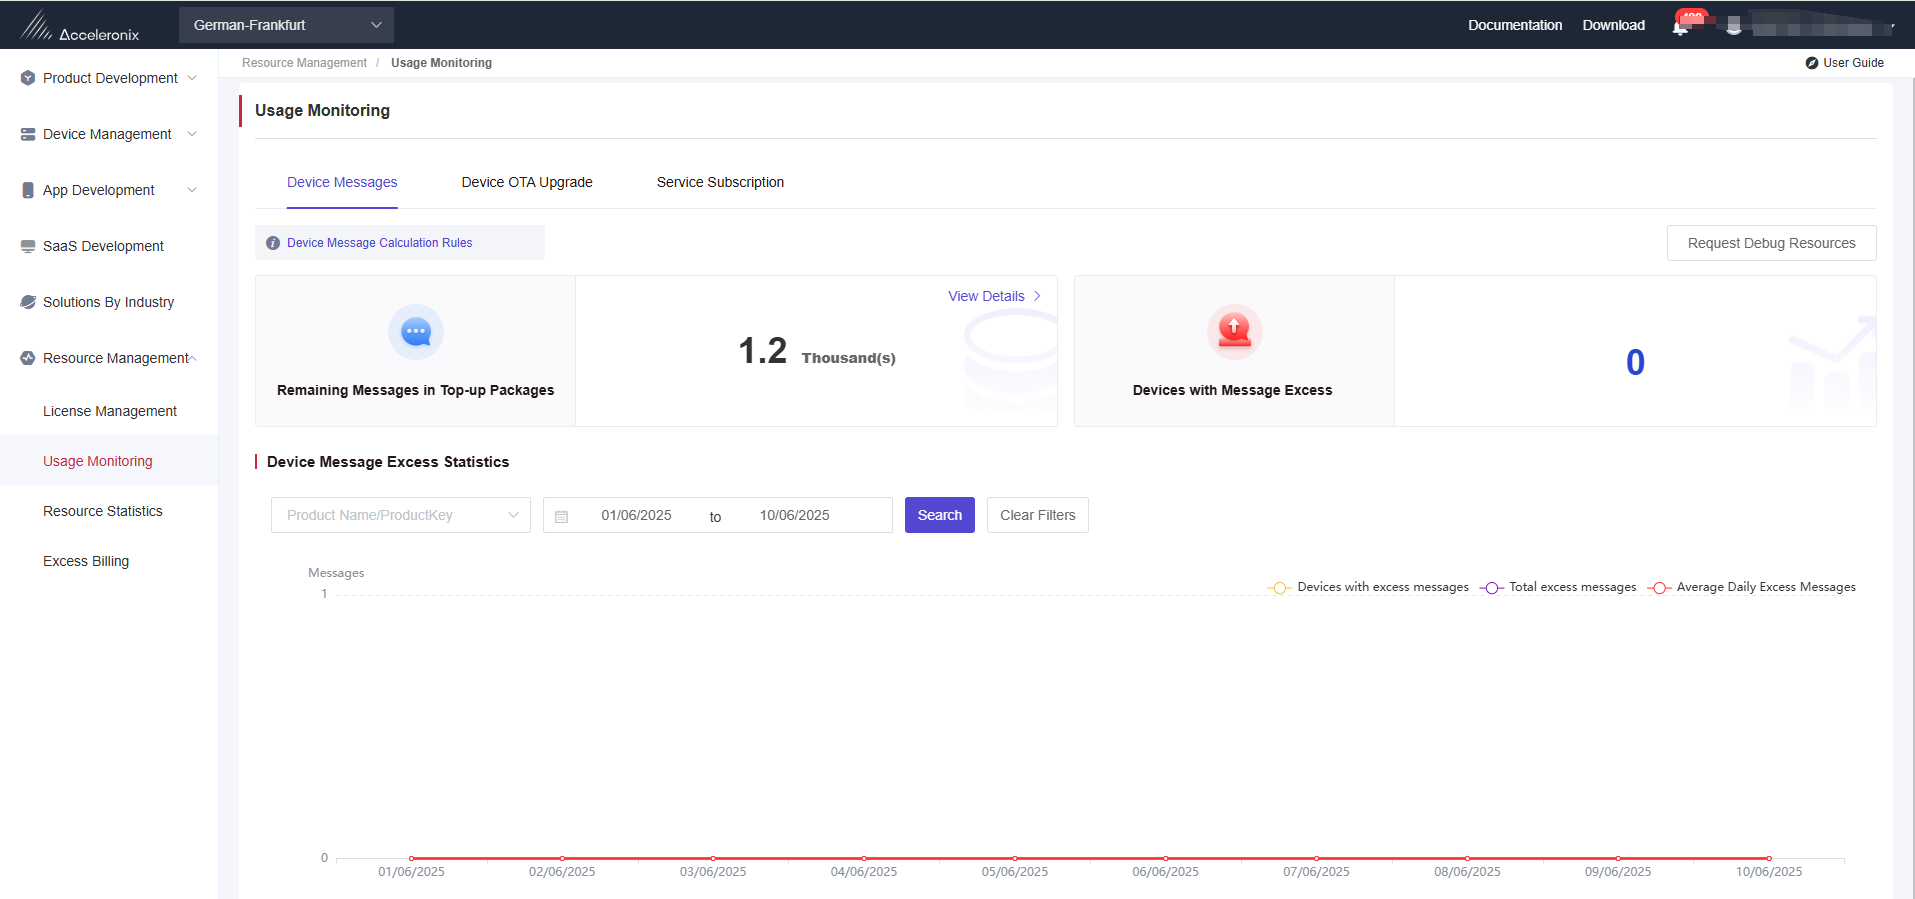 Acceleronix
German-Frankfurt
Documentation
Download
Product Development
Device Management
App Development
SaaS Development
Solutions By Industry
Resource Management
License Management
Usage Monitoring
Resource Statistics
Excess Billing
Resource Management / Usage Monitoring
User Guide
Usage Monitoring
Device Messages
Device OTA Upgrade
Service Subscription
Device Message Calculation Rules
Request Debug Resources
Remaining Messages in Top-up Packages
View Details
1.2 Thousand(s)
Devices with Message Excess
0
Device Message Excess Statistics
Product Name/ProductKey
01/06/2025 to 10/06/2025
Search
Clear Filters
Messages
Devices with excess messages
Total excess messages
Average Daily Excess Messages
1
0
01/06/2025
02/06/2025
03/06/2025
04/06/2025
05/06/2025
06/06/2025
07/06/2025
08/06/2025
09/06/2025
10/06/2025